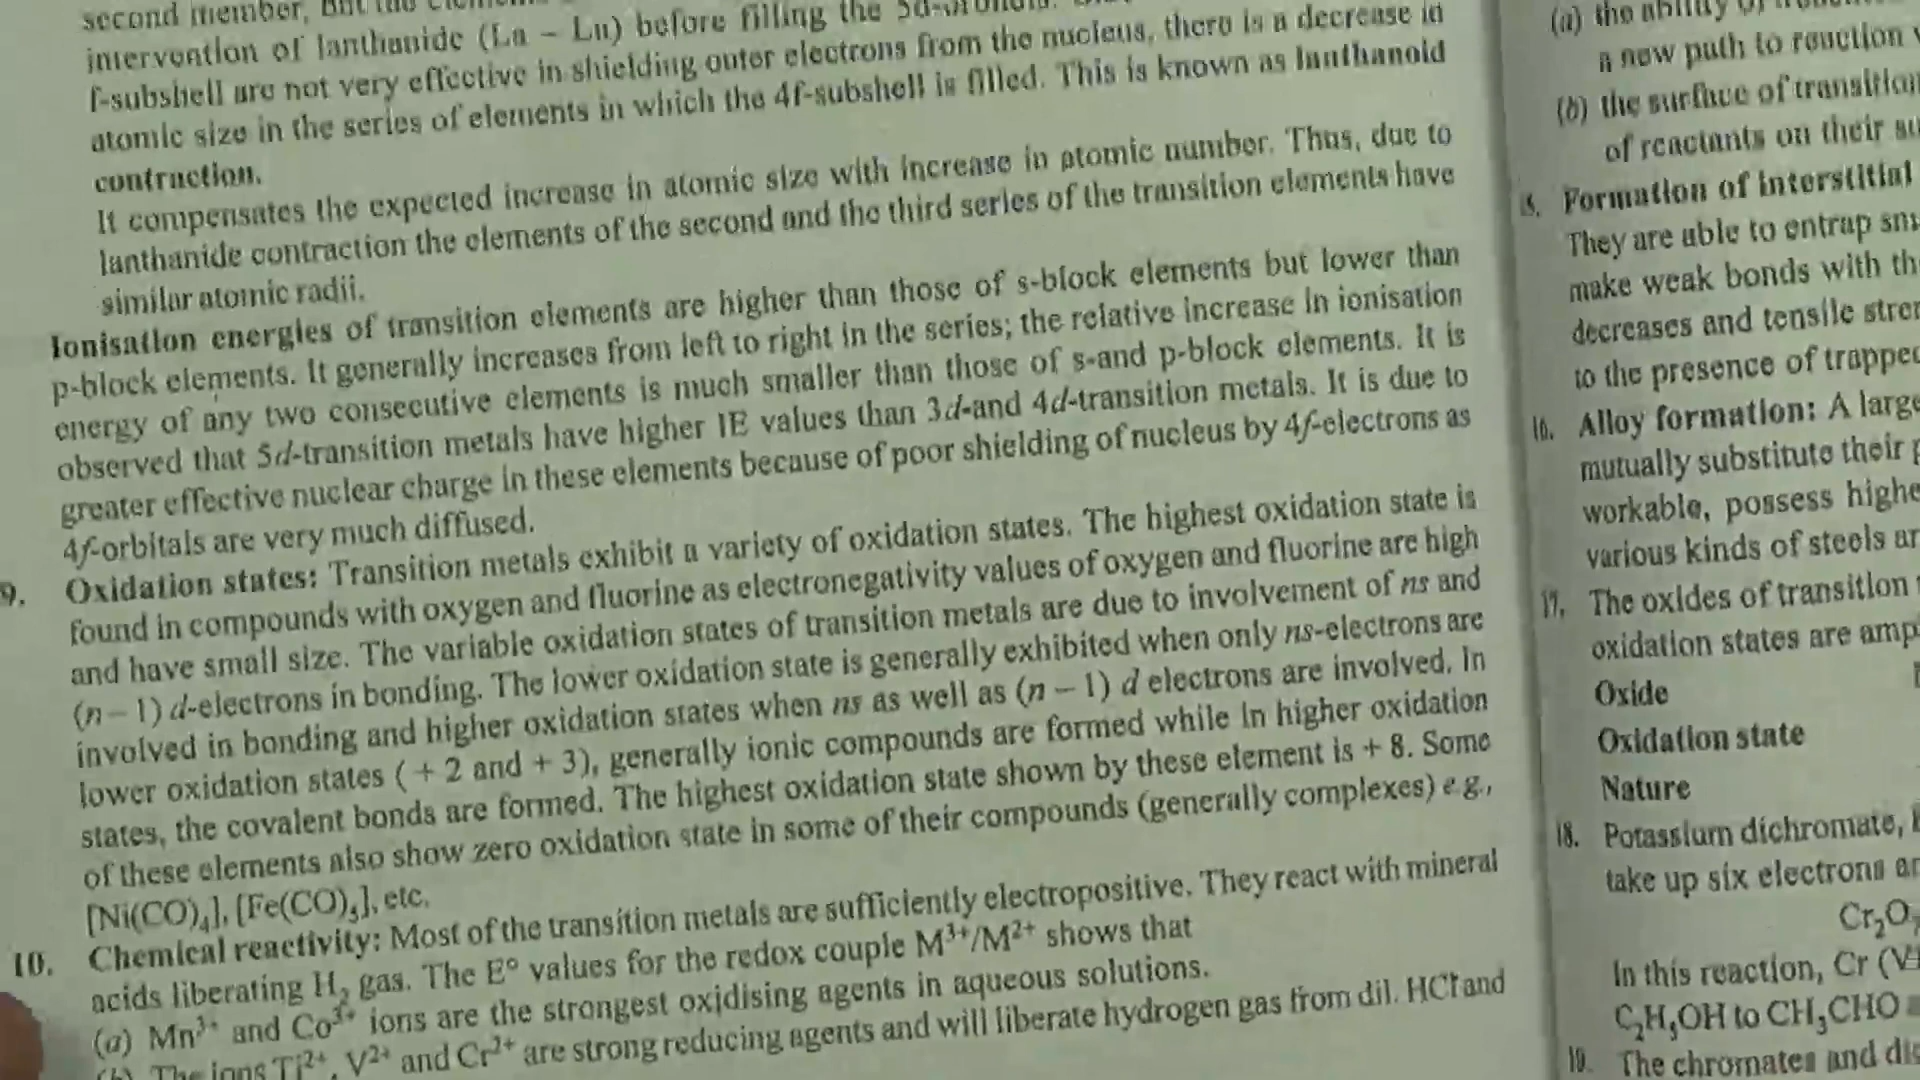 second member, but the
intervention of lanthanide (La – Lu) before filling the 5d-orbitals.
f-subshell are not very effective in shielding outer electrons from the nucleus, there is a decrease in
atomic size in the series of elements in which the 4f-subshell is filled. This is known as lanthanoid
contraction.
It compensates the expected increase in atomic size with increase in atomic number. Thus, due to
lanthanide contraction the elements of the second and the third series of the transition elements have
similar atomic radii.
Ionisation energies of transition elements are higher than those of s-block elements but lower than
p-block elements. It generally increases from left to right in the series; the relative increase in ionisation
energy of any two consecutive elements is much smaller than those of s-and p-block elements. It is
observed that 5d-transition metals have higher IE values than 3d-and 4d-transition metals. It is due to
greater effective nuclear charge in these elements because of poor shielding of nucleus by 4f-electrons as
4f-orbitals are very much diffused.
9. Oxidation states: Transition metals exhibit a variety of oxidation states. The highest oxidation state is
found in compounds with oxygen and fluorine as electronegativity values of oxygen and fluorine are high
and have small size. The variable oxidation states of transition metals are due to involvement of ns and
(n – 1) d-electrons in bonding. The lower oxidation state is generally exhibited when only ns-electrons are
involved in bonding and higher oxidation states when ns as well as (n – 1) d electrons are involved. In
lower oxidation states ( + 2 and + 3), generally ionic compounds are formed while in higher oxidation
states, the covalent bonds are formed. The highest oxidation state shown by these element is + 8. Some
of these elements also show zero oxidation state in some of their compounds (generally complexes) e.g.,
[Ni(CO)₄], [Fe(CO)₅], etc.
10. Chemical reactivity: Most of the transition metals are sufficiently electropositive. They react with mineral
acids liberating H₂ gas. The E° values for the redox couple M³⁺/M²⁺ shows that
(a) Mn³⁺ and Co³⁺ ions are the strongest oxidising agents in aqueous solutions.
(b) The ions Ti²⁺, V²⁺ and Cr²⁺ are strong reducing agents and will liberate hydrogen gas from dil. HCl and
(a) the ability of
a new path to reaction
(b) the surface of transition
of reactants on their
15. Formation of interstitial
They are able to entrap
make weak bonds with
decreases and tensile
to the presence of
16. Alloy formation: A large
mutually substitute their
workable, possess
various kinds of steels
17. The oxides of transition
oxidation states are
Oxide
Oxidation state
Nature
18. Potassium dichromate,
take up six electrons
Cr₂O₇
In this reaction, Cr
C₂H₅OH to CH₃CHO
19. The chromates and